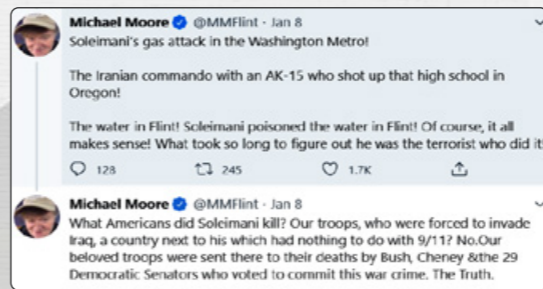 Michael Moore @MMFlint · Jan 8
Soleimani's gas attack in the Washington Metro!
The Iranian commando with an AK-15 who shot up that high school in
Oregon!
The water in Flint! Soleimani poisoned the water in Flint! Of course, it all
makes sense! What took so long to figure out he was the terrorist who did it!
128 245 1.7K
Michael Moore @MMFlint · Jan 8
What Americans did Soleimani kill? Our troops, who were forced to invade
Iraq, a country next to his which had nothing to do with 9/11? No.Our
beloved troops were sent there to their deaths by Bush, Cheney &the 29
Democratic Senators who voted to commit this war crime. The Truth.